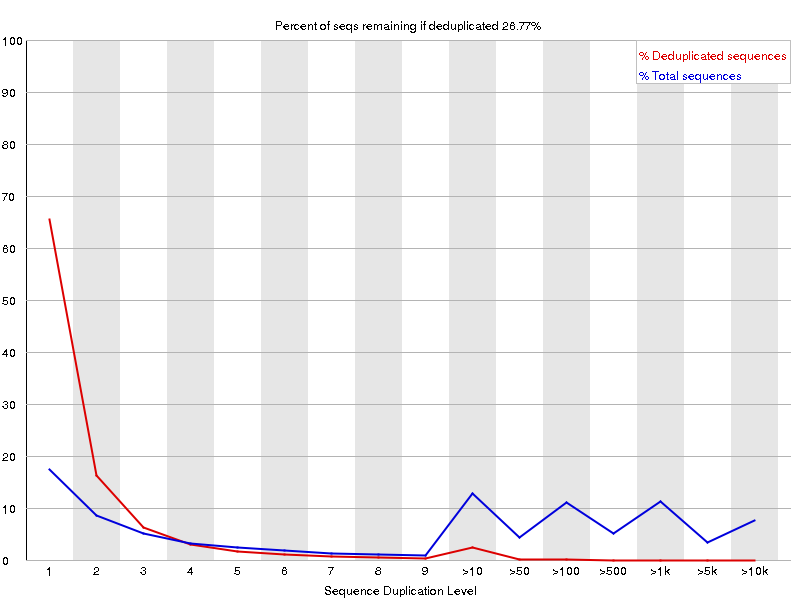 Percent of seqs remaining if deduplicated 26.77%
% Deduplicated sequences
% Total sequences
100
90
80
70
60
50
40
30
20
10
0
1 2 3 4 5 6 7 8 9 >10 >50 >100 >500 >1k >5k >10k
Sequence Duplication Level